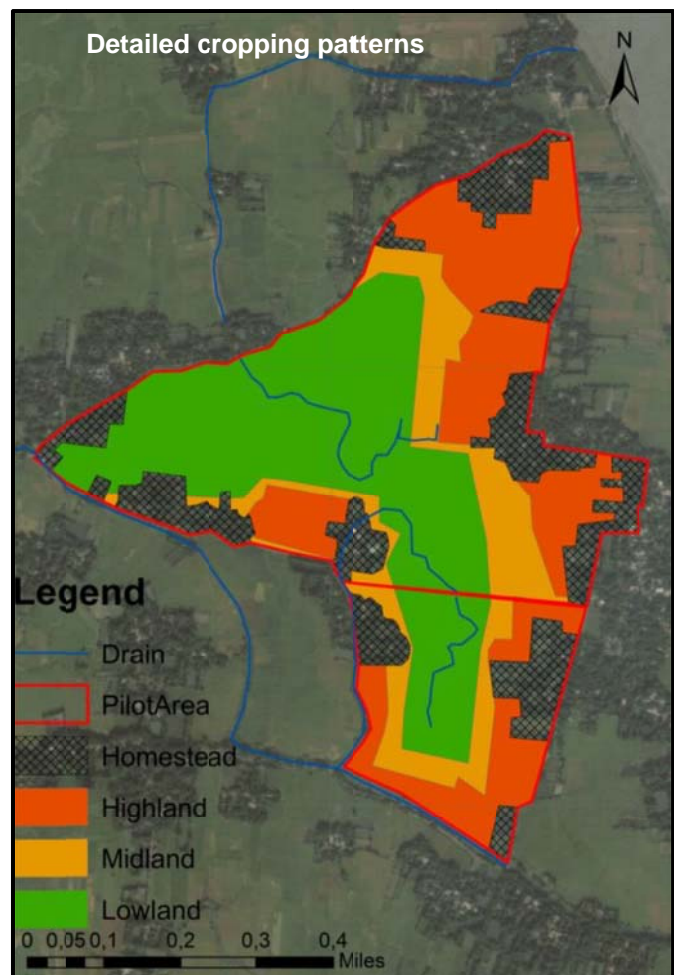 Detailed cropping patterns
N
Legend
Drain
PilotArea
Homestead
Highland
Midland
Lowland
0 0,05 0,1 0,2 0,3 0,4
Miles